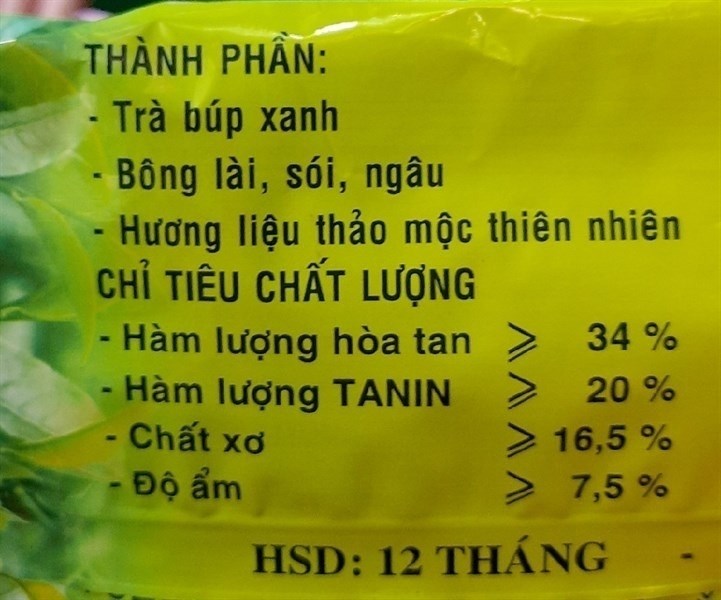 THÀNH PHẦN:
- Trà búp xanh
- Bông lài, sói, ngâu
- Hương liệu thảo mộc thiên nhiên
CHỈ TIÊU CHẤT LƯỢNG
- Hàm lượng hòa tan ⩾ 34 %
- Hàm lượng TANIN ⩾ 20 %
- Chất xơ ⩾ 16,5 %
- Độ ẩm ⩾ 7,5 %
HSD: 12 THÁNG -